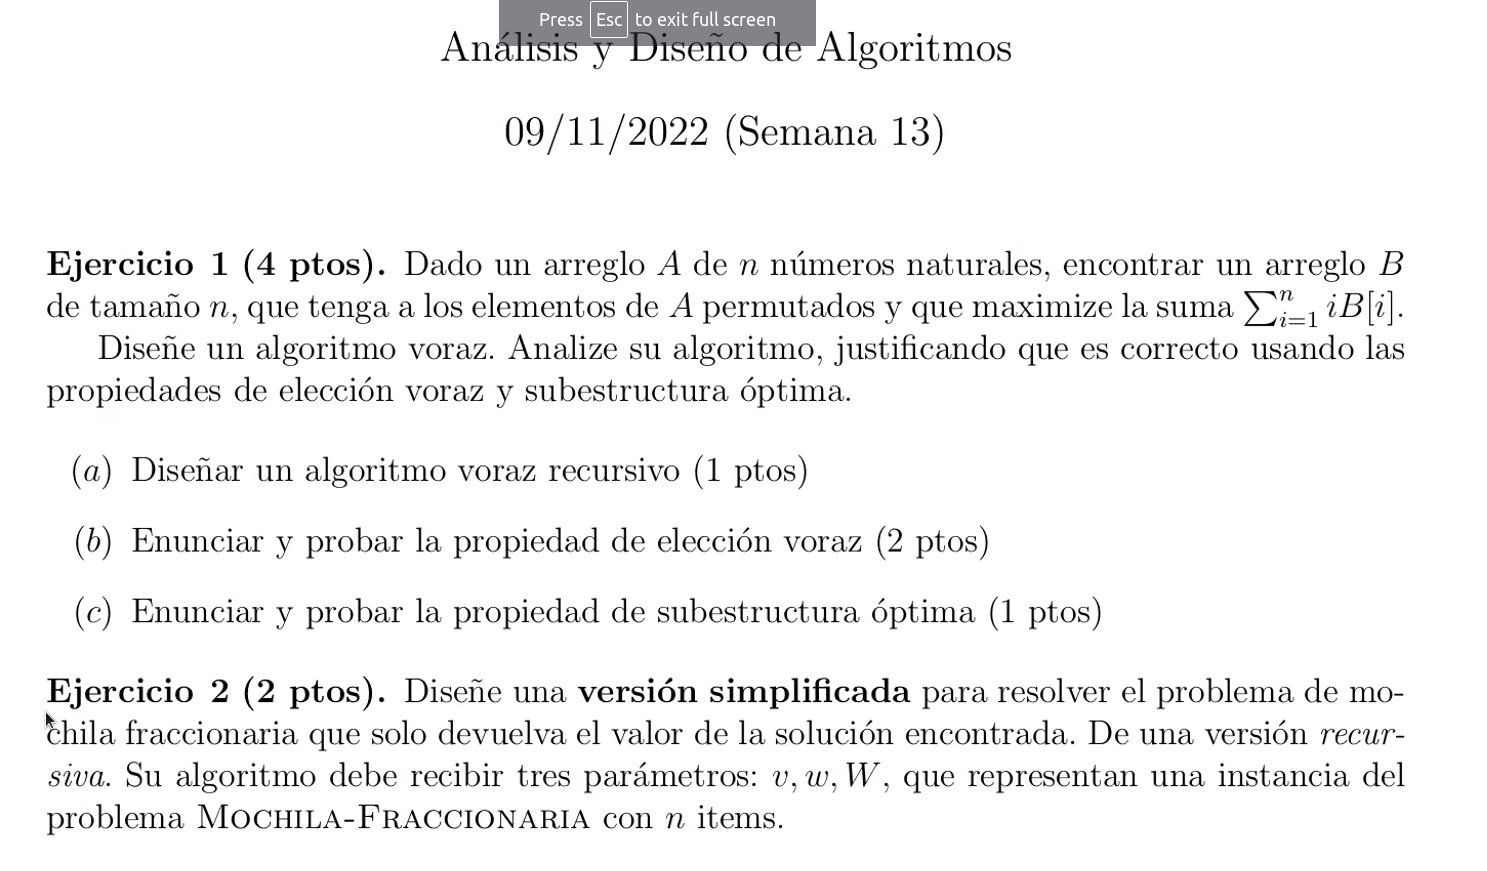 Press Esc to exit full screen
Análisis y Diseño de Algoritmos
09/11/2022 (Semana 13)
Ejercicio 1 (4 ptos). Dado un arreglo A de n números naturales, encontrar un arreglo B
de tamaño n, que tenga a los elementos de A permutados y que maximize la suma ∑ⁿᵢ₌₁ iB[i].
Diseñe un algoritmo voraz. Analize su algoritmo, justificando que es correcto usando las
propiedades de elección voraz y subestructura óptima.
(a) Diseñar un algoritmo voraz recursivo (1 ptos)
(b) Enunciar y probar la propiedad de elección voraz (2 ptos)
(c) Enunciar y probar la propiedad de subestructura óptima (1 ptos)
Ejercicio 2 (2 ptos). Diseñe una versión simplificada para resolver el problema de mo-
chila fraccionaria que solo devuelva el valor de la solución encontrada. De una versión recur-
siva. Su algoritmo debe recibir tres parámetros: v, w, W, que representan una instancia del
problema MOCHILA-FRACCIONARIA con n items.